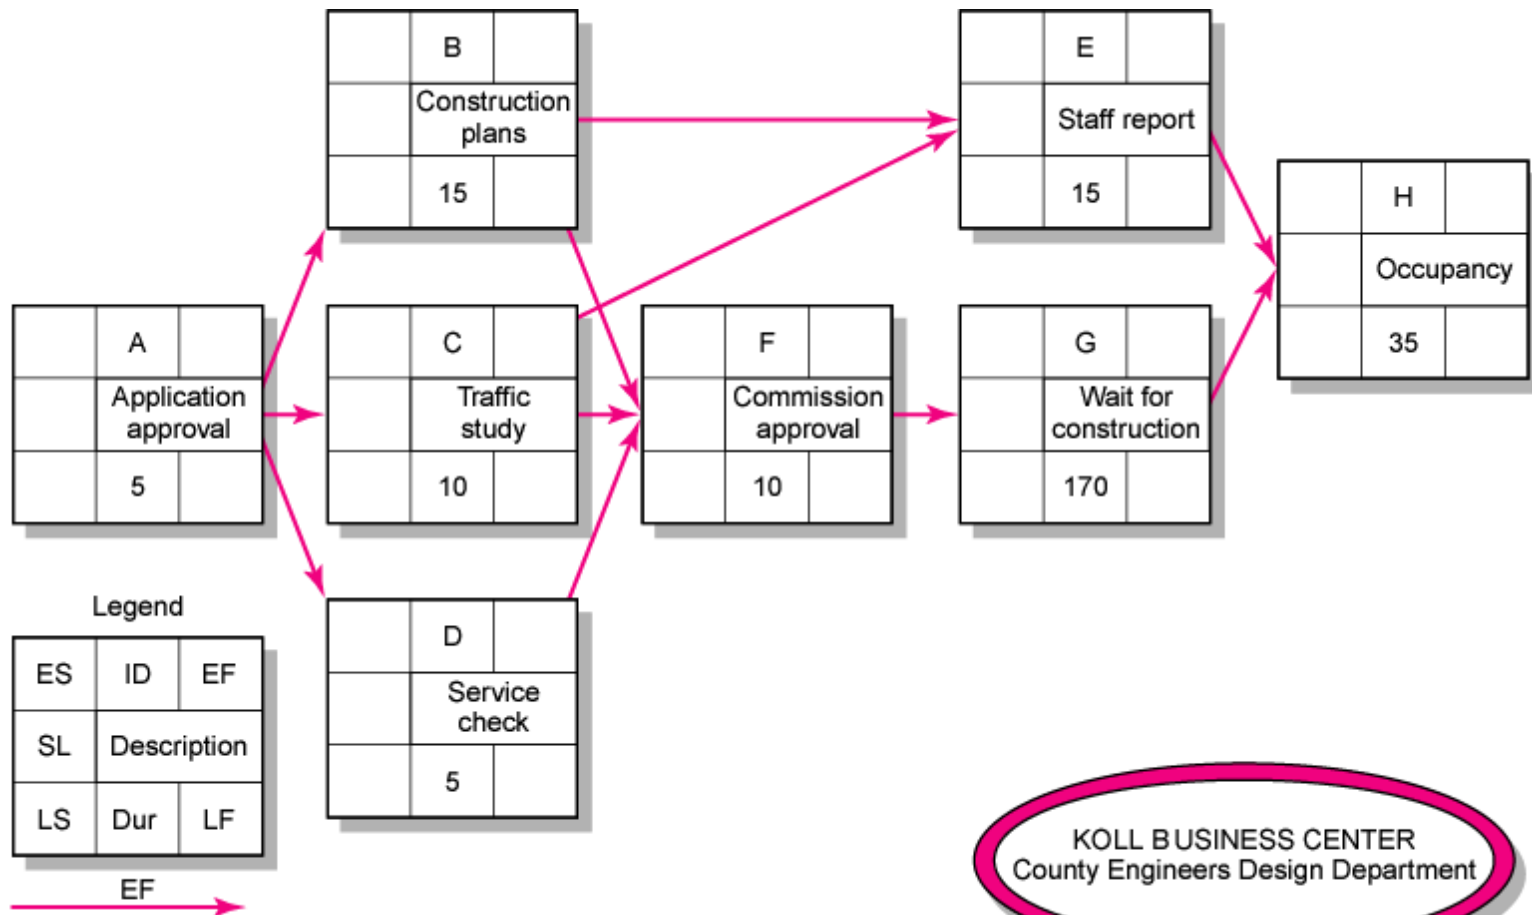 B
Construction
plans
15
E
Staff report
15
H
Occupancy
35
A
Application
approval
5
C
Traffic
study
10
F
Commission
approval
10
G
Wait for
construction
170
D
Service
check
5
Legend
ES ID EF
SL Description
LS Dur LF
EF
KOLL BUSINESS CENTER
County Engineers Design Department